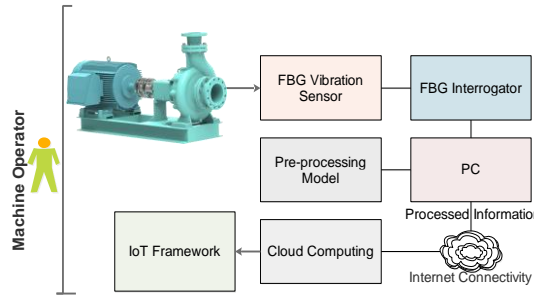 Machine Operator
FBG Vibration
Sensor
FBG Interrogator
Pre-processing
Model
PC
Processed Information
IoT Framework
Cloud Computing
Internet Connectivity